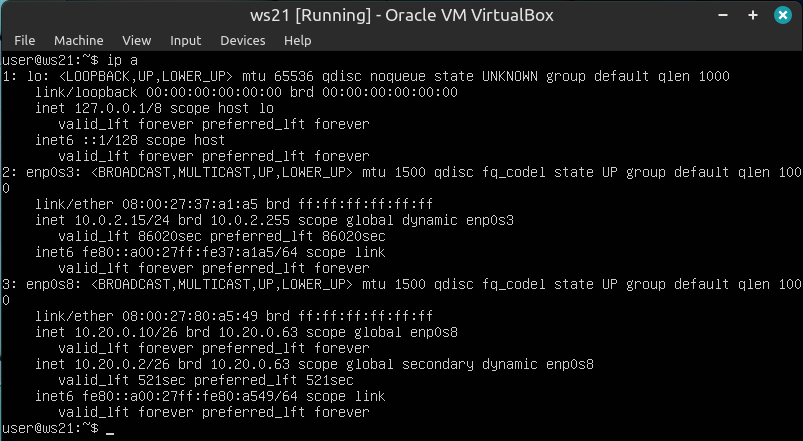 ws21 [Running] - Oracle VM VirtualBox
File Machine View Input Devices Help
user@ws21:~$ ip a
1: lo: <LOOPBACK,UP,LOWER_UP> mtu 65536 qdisc noqueue state UNKNOWN group default qlen 1000
    link/loopback 00:00:00:00:00:00 brd 00:00:00:00:00:00
    inet 127.0.0.1/8 scope host lo
       valid_lft forever preferred_lft forever
    inet6 ::1/128 scope host
       valid_lft forever preferred_lft forever
2: enp0s3: <BROADCAST,MULTICAST,UP,LOWER_UP> mtu 1500 qdisc fq_codel state UP group default qlen 100
0
    link/ether 08:00:27:37:a1:a5 brd ff:ff:ff:ff:ff:ff
    inet 10.0.2.15/24 brd 10.0.2.255 scope global dynamic enp0s3
       valid_lft 86020sec preferred_lft 86020sec
    inet6 fe80::a00:27ff:fe37:a1a5/64 scope link
       valid_lft forever preferred_lft forever
3: enp0s8: <BROADCAST,MULTICAST,UP,LOWER_UP> mtu 1500 qdisc fq_codel state UP group default qlen 100
0
    link/ether 08:00:27:80:a5:49 brd ff:ff:ff:ff:ff:ff
    inet 10.20.0.10/26 brd 10.20.0.63 scope global enp0s8
       valid_lft forever preferred_lft forever
    inet 10.20.0.2/26 brd 10.20.0.63 scope global secondary dynamic enp0s8
       valid_lft 521sec preferred_lft 521sec
    inet6 fe80::a00:27ff:fe80:a549/64 scope link
       valid_lft forever preferred_lft forever
user@ws21:~$ _